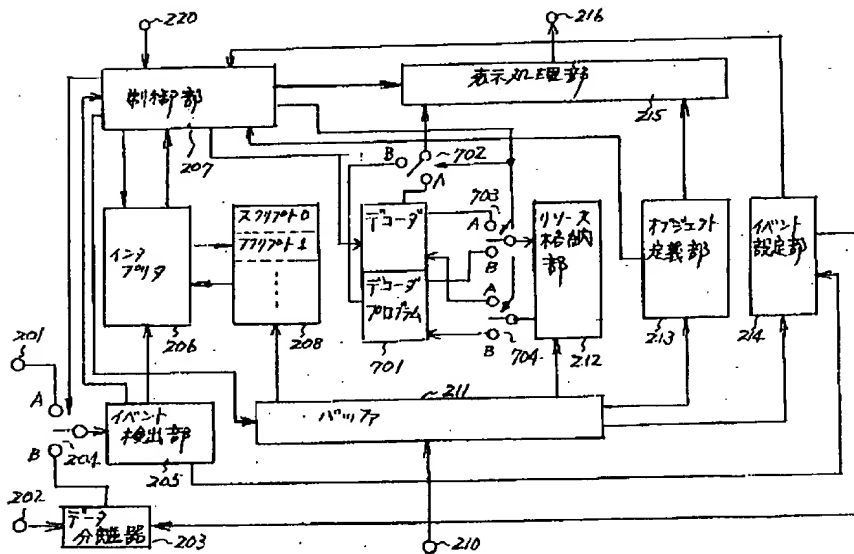 220
216
制御部
表示処理部
207
215
B
702
A
スクリプト0
スクリプト1
デコーダ
703
A
B
リソース
格納
部
オブジェクト
定義部
イベント
設定部
インタ
プリタ
デコーダ
プログラム
A
B
206
208
701
704
212
213
214
201
A
B
204
イベント
検出部
205
211
バッファ
202
データ
分離器
203
210